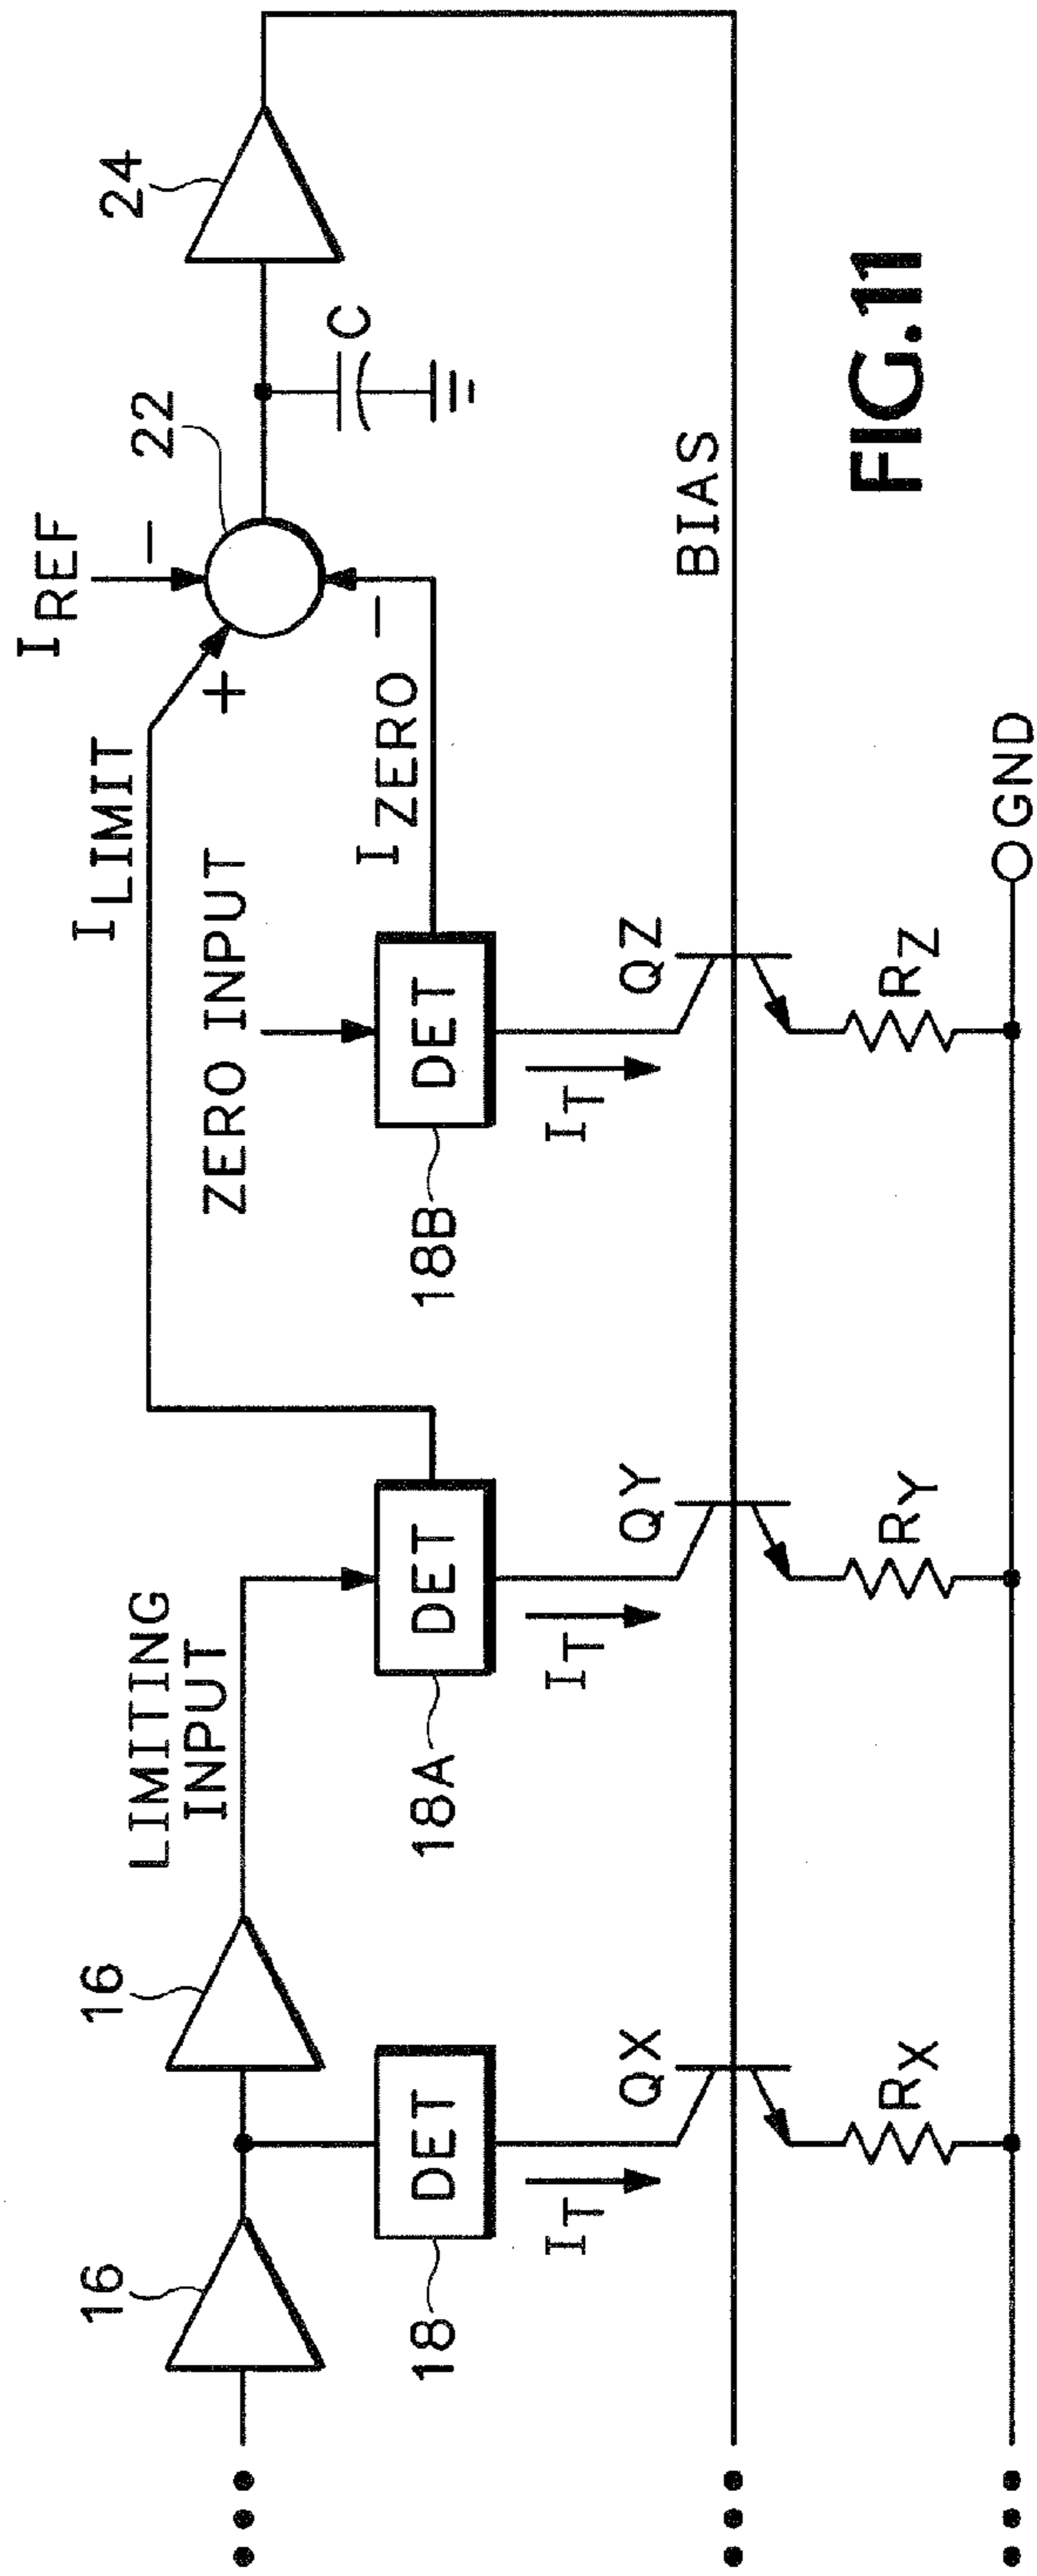 16
16
LIMITING
INPUT
I LIMIT
I REF
−
+
22
24
C
ZERO INPUT
I ZERO
−
18
DET
18A
DET
18B
DET
I T
QX
I T
QY
I T
QZ
BIAS
R X
R Y
R Z
GND
FIG.11